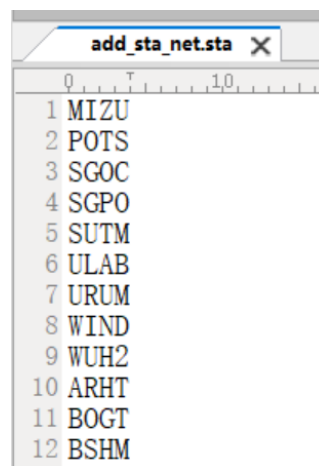 add_sta_net.sta
0 10
1 MIZU
2 POTS
3 SGOC
4 SGPO
5 SUTM
6 ULAB
7 URUM
8 WIND
9 WUH2
10 ARHT
11 BOGT
12 BSHM